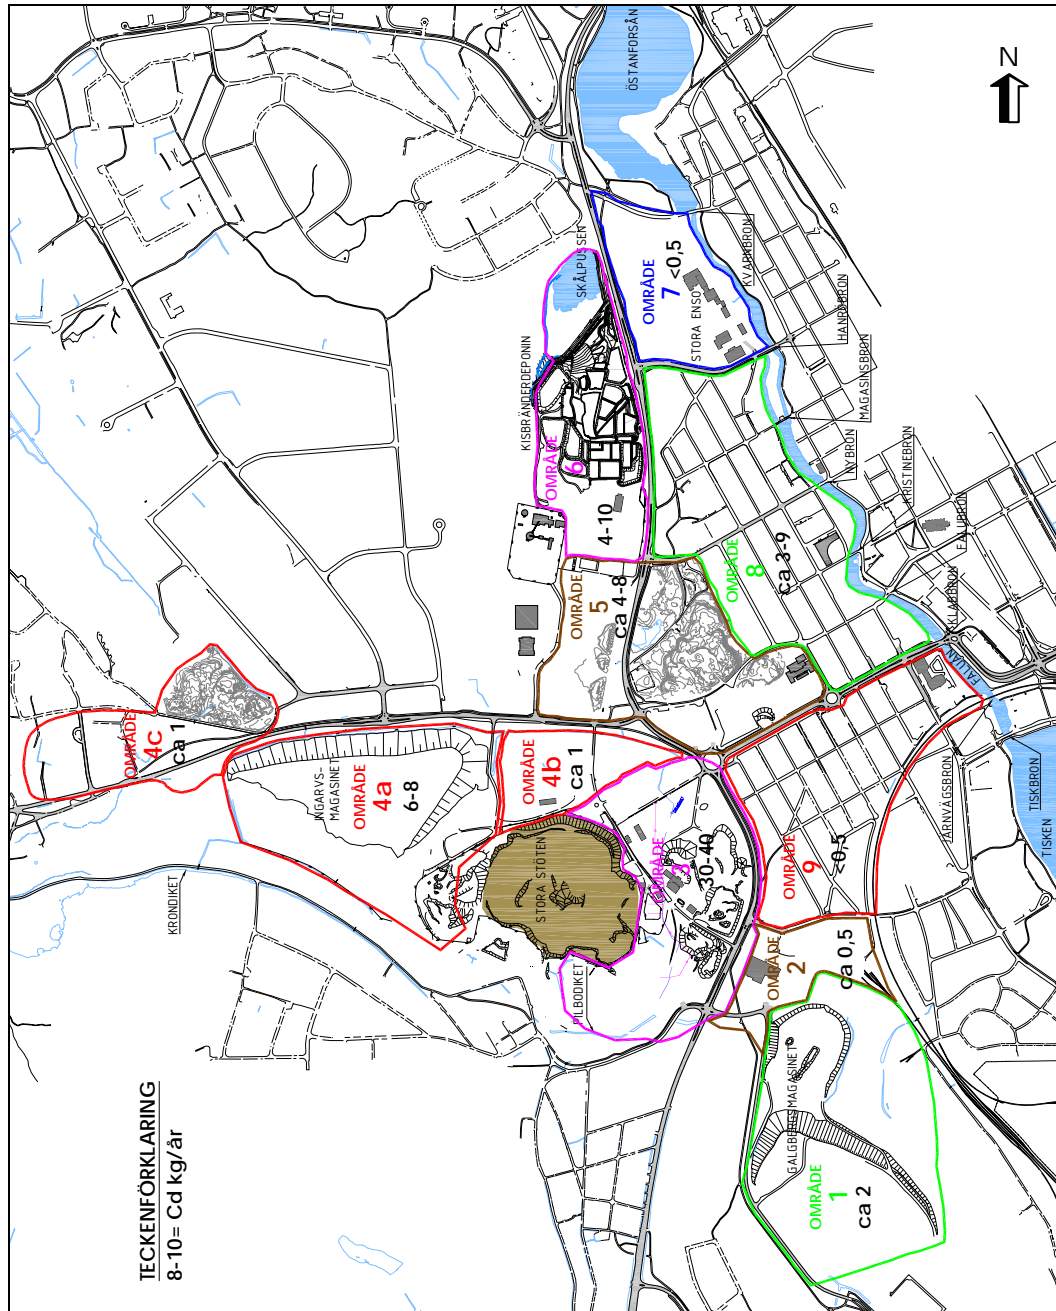 N
ÖSTANFORSÅN
SKÅLPUSSEN
KVARNBRON
OMRÅDE
7
<0,5
STORA ENSO
HANRÖBRON
MAGASINSBRON
KISBRÄNDERDEPONIN
OMRÅDE
6
4-10
NYBRON
KRISTINEBRON
FALUBRON
OMRÅDE
8
ca 3-9
OMRÅDE
5
ca 4-8
KLABBRON
FALUÅN
OMRÅDE
4c
ca 1
INGARVS-
MAGASINET
OMRÅDE
4a
6-8
OMRÅDE
4b
ca 1
TISKBRON
TISKEN
JÄRNVÄGSBRON
STORA STÖTEN
OMRÅDE
3
30-40
OMRÅDE
9
<0,5
KRONDIKET
PILBODIKET
OMRÅDE
2
ca 0,5
GALGBERGSMAGASINET
OMRÅDE
1
ca 2
TECKENFÖRKLARING
8-10= Cd kg/år